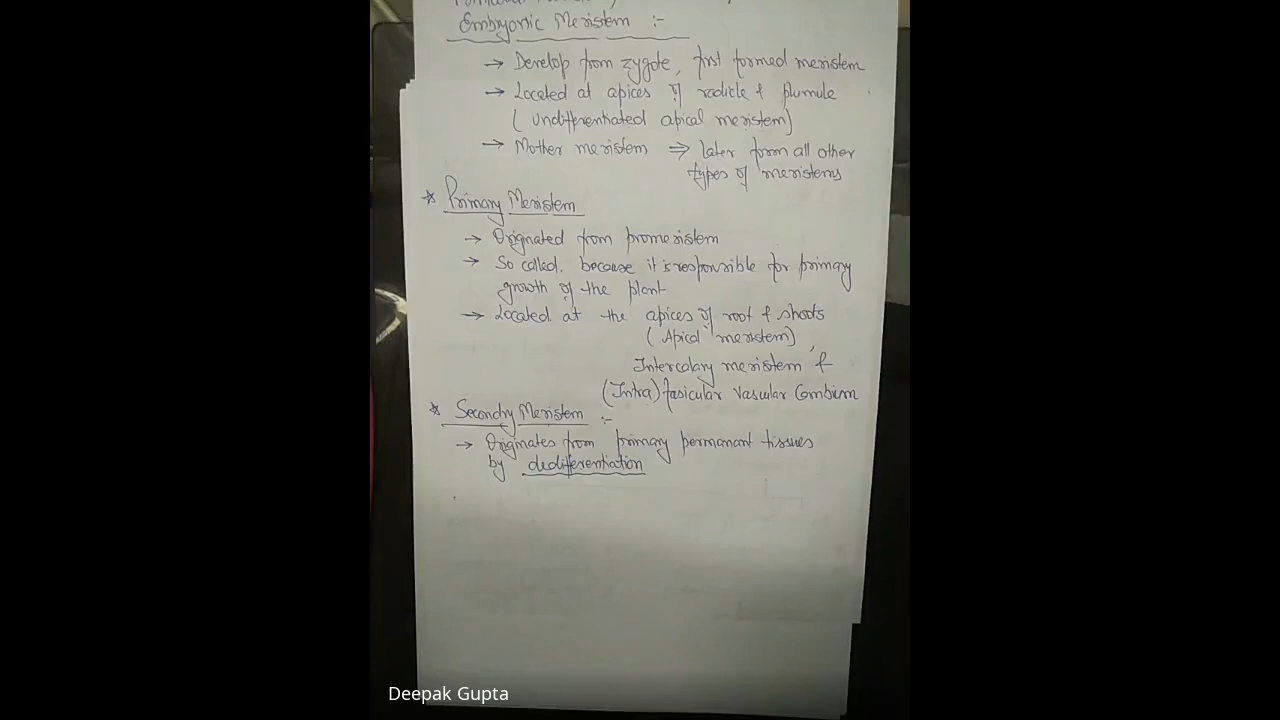 Embryonic Meristem :-
→ Develop from zygote, first formed meristem
→ Located at apices of radicle & plumule
( undifferentiated apical meristem)
→ Mother meristem ⇒ later form all other
types of meristems
* Primary Meristem
→ Originated from promeristem
→ So called, because it is responsible for primary
growth of the plant
→ Located at the apices of root & shoots
(Apical meristem) ,
Intercalary meristem &
(Intra) fasicular vascular Cambium
* Secondry Meristem :-
→ Originates from primary permanant tissues
by dedifferentiation
Deepak Gupta